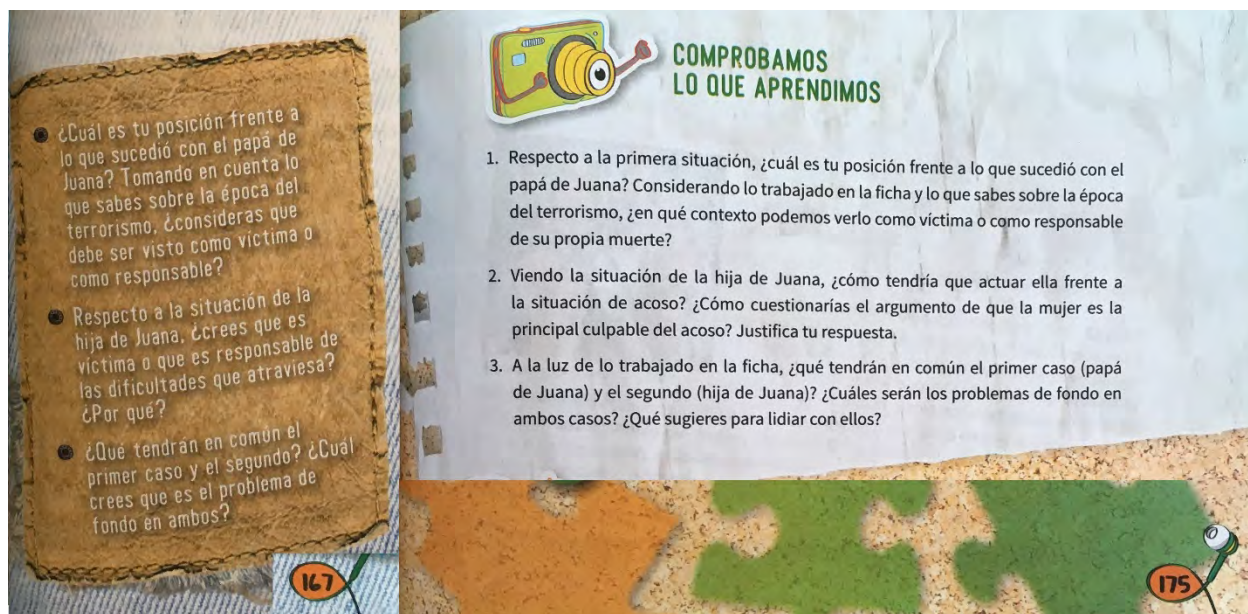 ¿Cuál es tu posición frente a
lo que sucedió con el papá de
Juana? Tomando en cuenta lo
que sabes sobre la época del
terrorismo, ¿consideras que
debe ser visto como víctima o
como responsable?
Respecto a la situación de la
hija de Juana, ¿crees que es
víctima o que es responsable de
las dificultades que atraviesa?
¿Por qué?
¿Qué tendrán en común el
primer caso y el segundo? ¿Cuál
crees que es el problema de
fondo en ambos?
167
COMPROBAMOS
LO QUE APRENDIMOS
1. Respecto a la primera situación, ¿cuál es tu posición frente a lo que sucedió con el
papá de Juana? Considerando lo trabajado en la ficha y lo que sabes sobre la época
del terrorismo, ¿en qué contexto podemos verlo como víctima o como responsable
de su propia muerte?
2. Viendo la situación de la hija de Juana, ¿cómo tendría que actuar ella frente a
la situación de acoso? ¿Cómo cuestionarías el argumento de que la mujer es la
principal culpable del acoso? Justifica tu respuesta.
3. A la luz de lo trabajado en la ficha, ¿qué tendrán en común el primer caso (papá
de Juana) y el segundo (hija de Juana)? ¿Cuáles serán los problemas de fondo en
ambos casos? ¿Qué sugieres para lidiar con ellos?
175